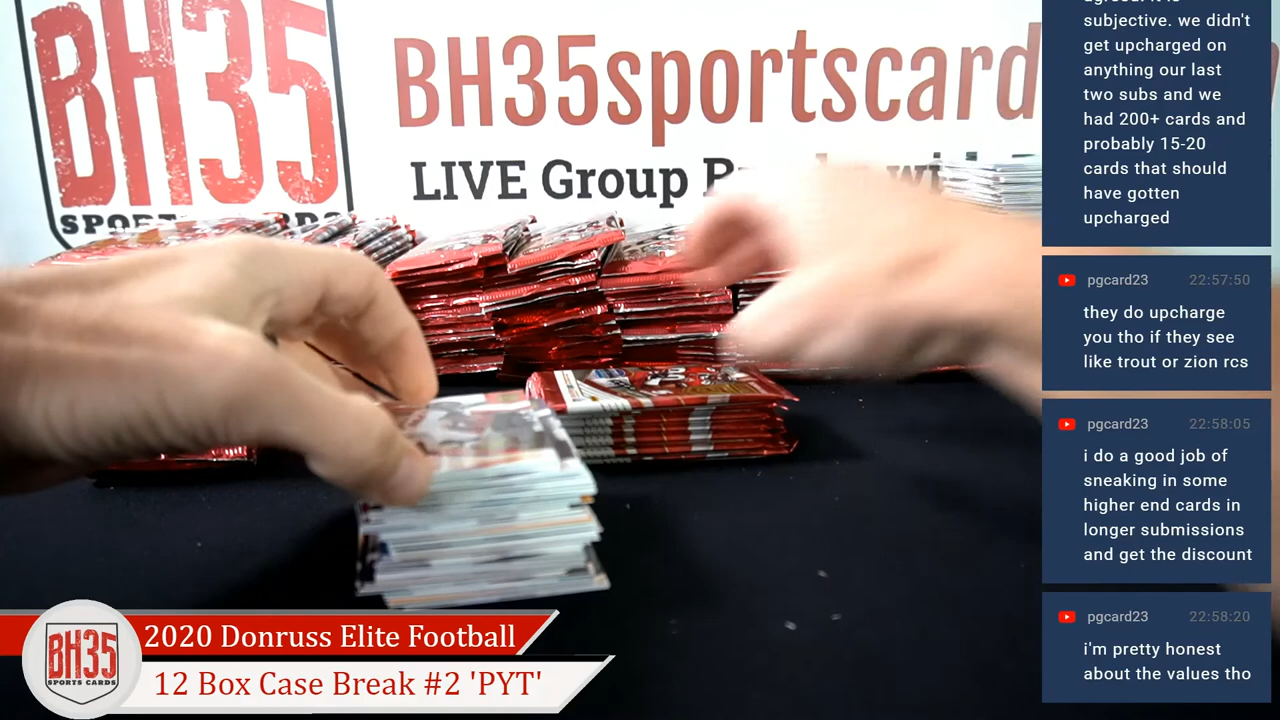 BH35
SPORTS CARDS
BH35sportscard
LIVE Group
subjective. we didn't
get upcharged on
anything our last
two subs and we
had 200+ cards and
probably 15-20
cards that should
have gotten
upcharged
pgcard23 22:57:50
they do upcharge
you tho if they see
like trout or zion rcs
pgcard23 22:58:05
i do a good job of
sneaking in some
higher end cards in
longer submissions
and get the discount
pgcard23 22:58:20
i'm pretty honest
about the values tho
BH35
SPORTS CARDS
2020 Donruss Elite Football
12 Box Case Break #2 'PYT'